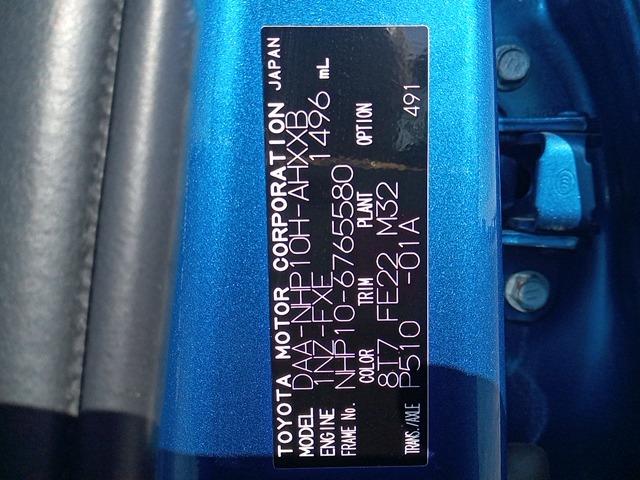 TOYOTA MOTOR CORPORATION JAPAN
MODEL DAA-NHP10H-AHXXB
ENGINE 1NZ-FXE 1496 mL
FRAME No. NHP10-6765580
COLOR TRIM PLANT OPTION
8T7 FE22 M32
TRANS./AXLE P510 -01A 491